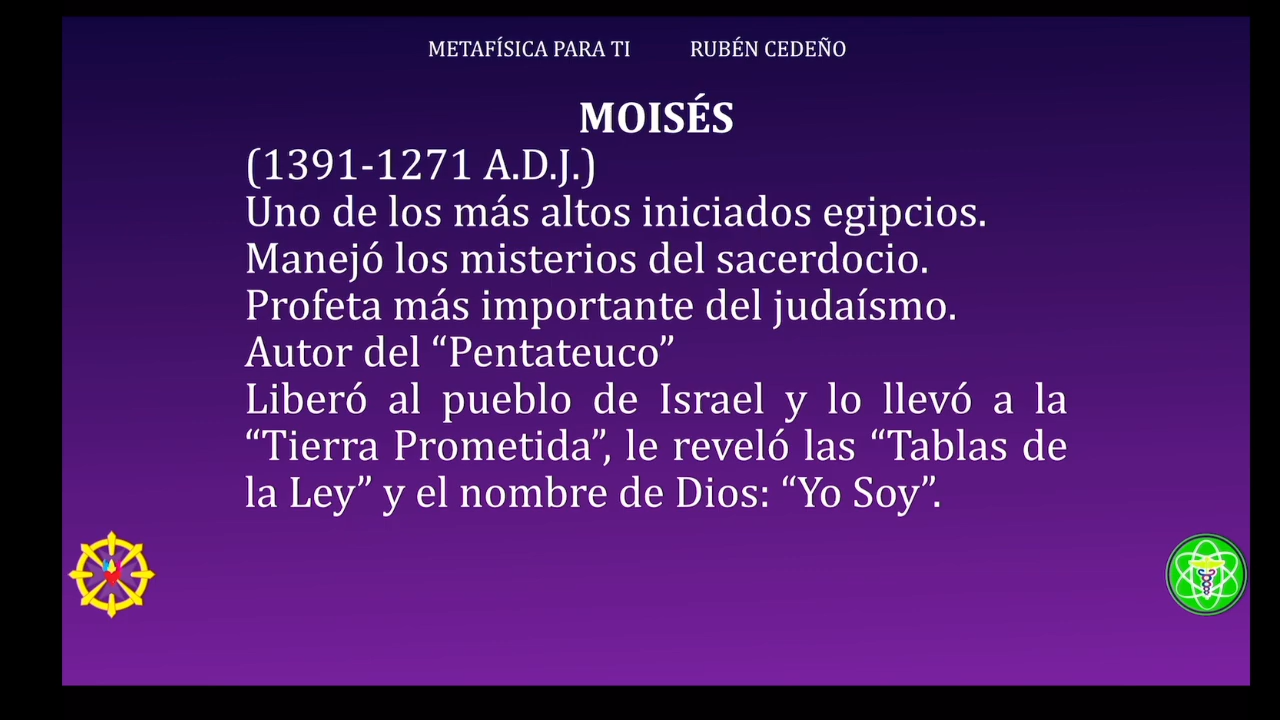 METAFÍSICA PARA TI RUBÉN CEDEÑO
MOISÉS
(1391-1271 A.D.J.)
Uno de los más altos iniciados egipcios.
Manejó los misterios del sacerdocio.
Profeta más importante del judaísmo.
Autor del “Pentateuco”
Liberó al pueblo de Israel y lo llevó a la
“Tierra Prometida”, le reveló las “Tablas de
la Ley” y el nombre de Dios: “Yo Soy”.